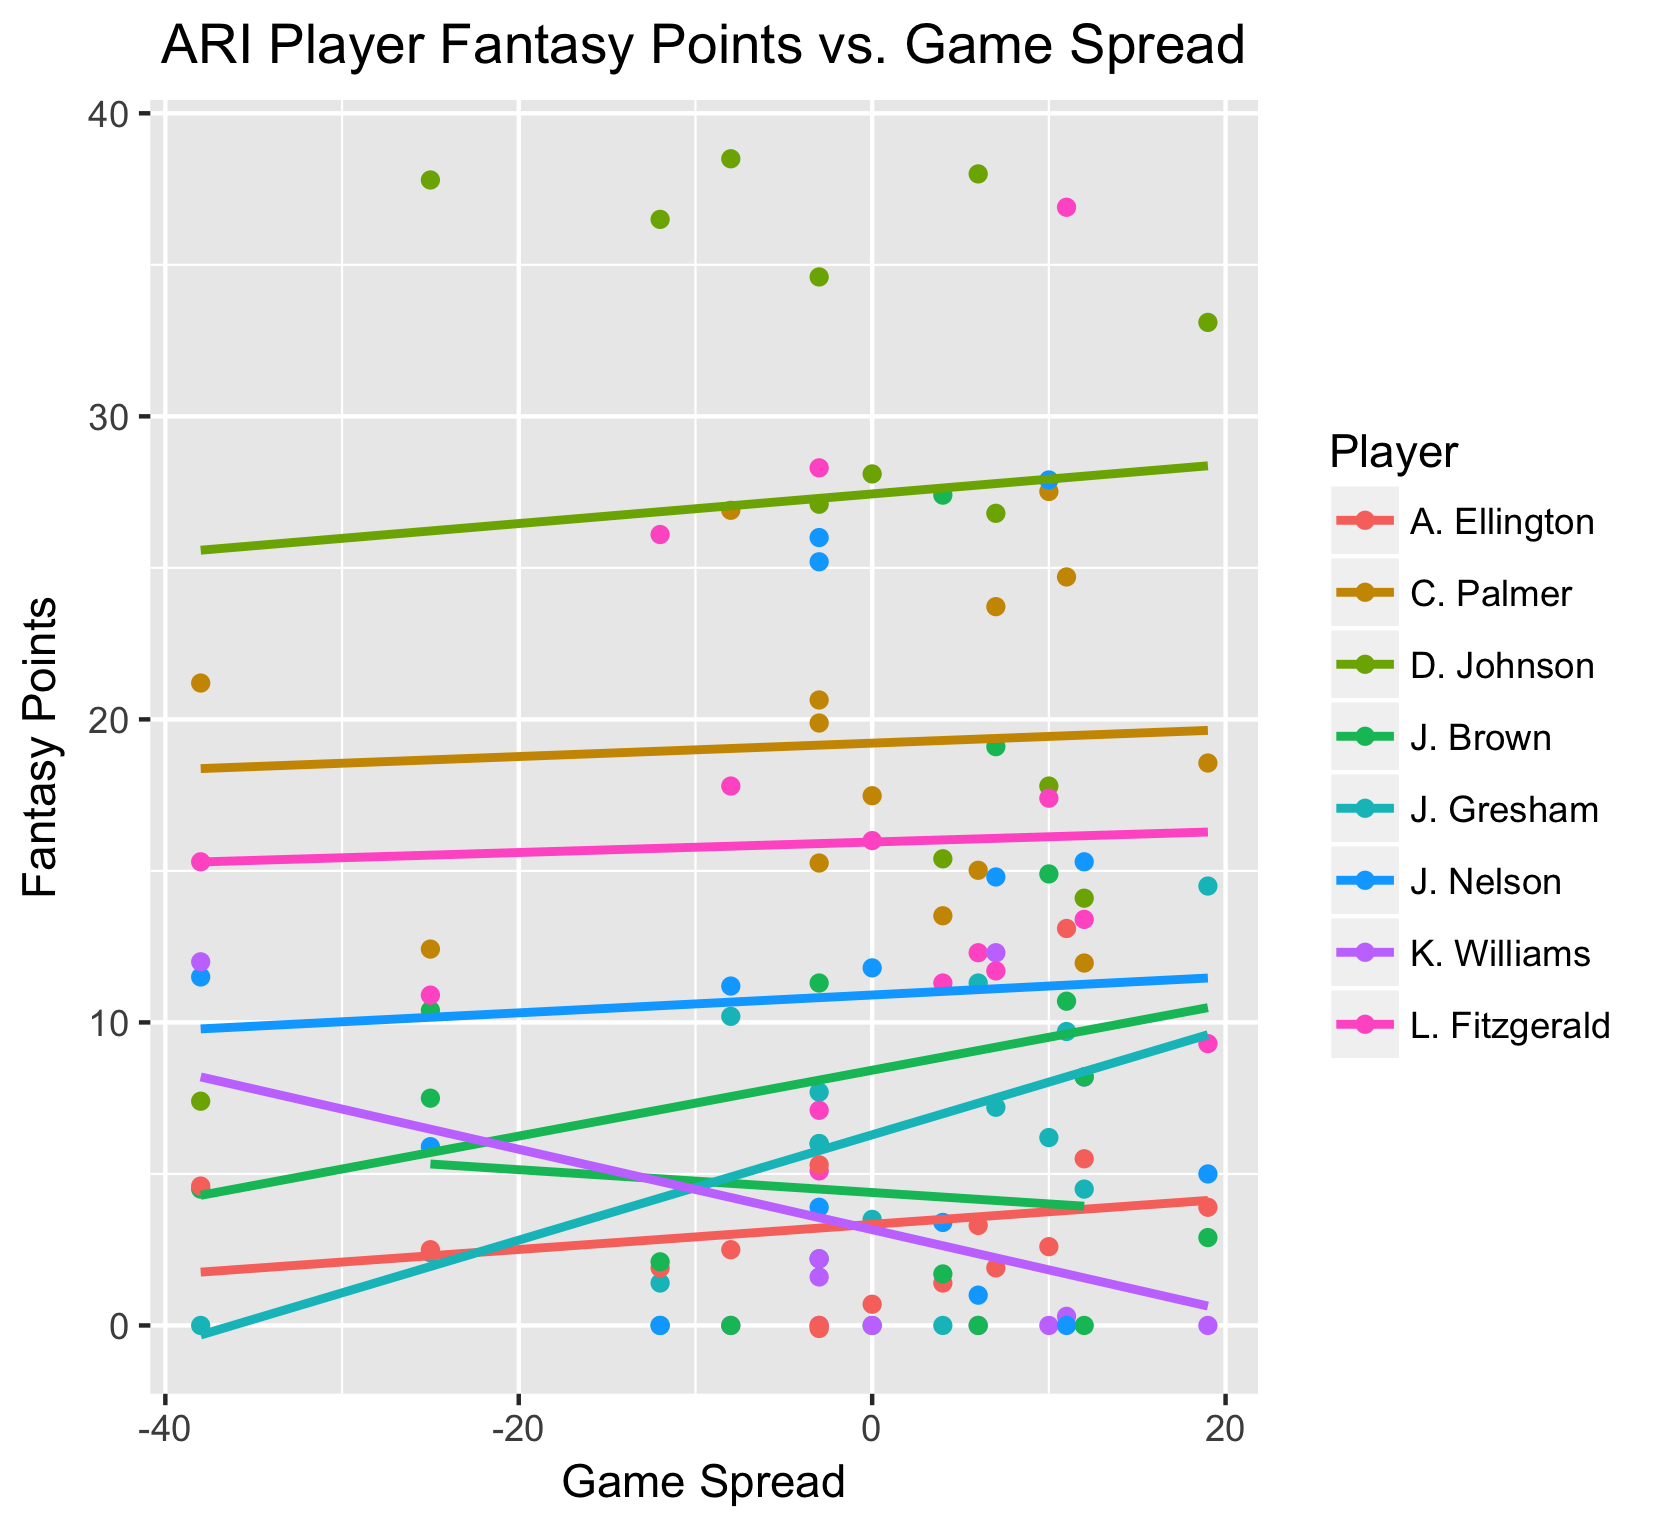 ARI Player Fantasy Points vs. Game Spread
40
30
20
10
0
Fantasy Points
-40
-20
0
20
Game Spread
Player
A. Ellington
C. Palmer
D. Johnson
J. Brown
J. Gresham
J. Nelson
K. Williams
L. Fitzgerald